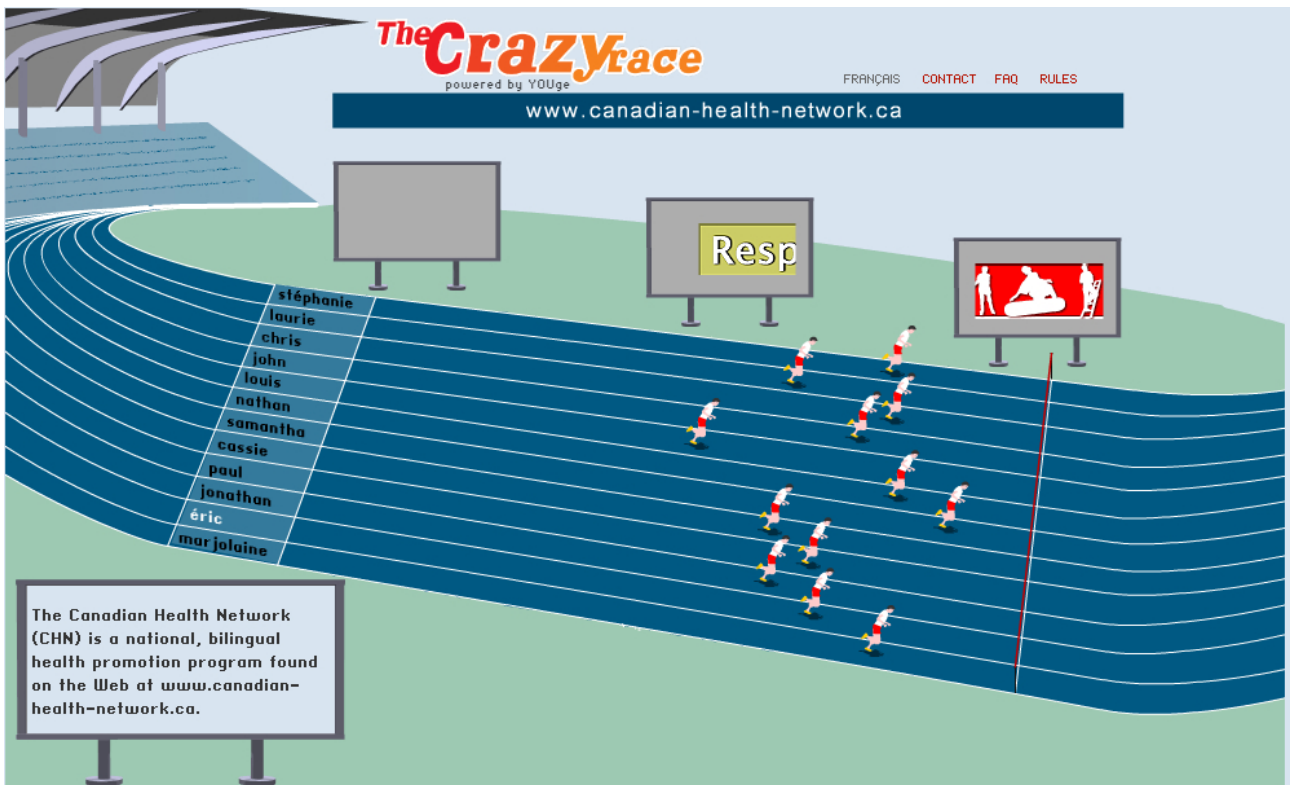 The Crazy race
powered by YOUge
FRANÇAIS CONTACT FAQ RULES
www.canadian-health-network.ca
Resp
stéphanie
laurie
chris
john
louis
nathan
samantha
cassie
paul
jonathan
éric
marjolaine
The Canadian Health Network
(CHN) is a national, bilingual
health promotion program found
on the Web at www.canadian-
health-network.ca.